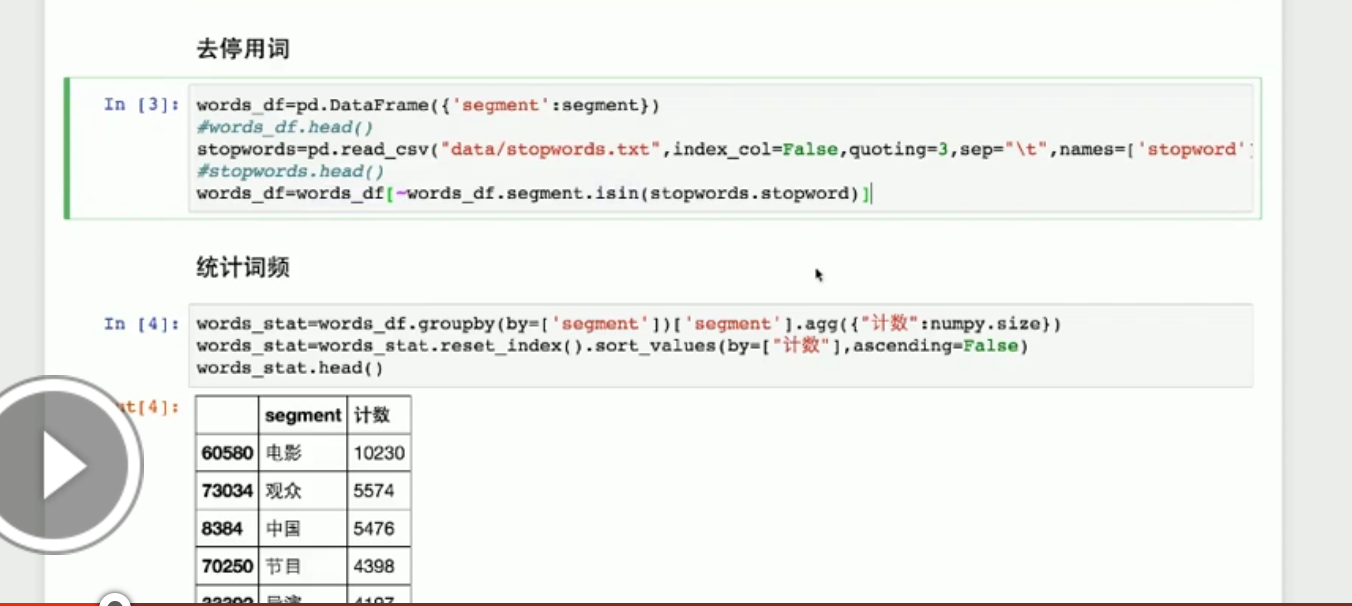 去停用词
In [3]: words_df=pd.DataFrame({'segment':segment})
#words_df.head()
stopwords=pd.read_csv("data/stopwords.txt",index_col=False,quoting=3,sep="\t",names=['stopword'
#stopwords.head()
words_df=words_df[~words_df.segment.isin(stopwords.stopword)]
统计词频
In [4]: words_stat=words_df.groupby(by=['segment'])['segment'].agg({"计数":numpy.size})
words_stat=words_stat.reset_index().sort_values(by=["计数"],ascending=False)
words_stat.head()
t[4]:
segment 计数
60580 电影 10230
73034 观众 5574
8384 中国 5476
70250 节目 4398
导演 4197